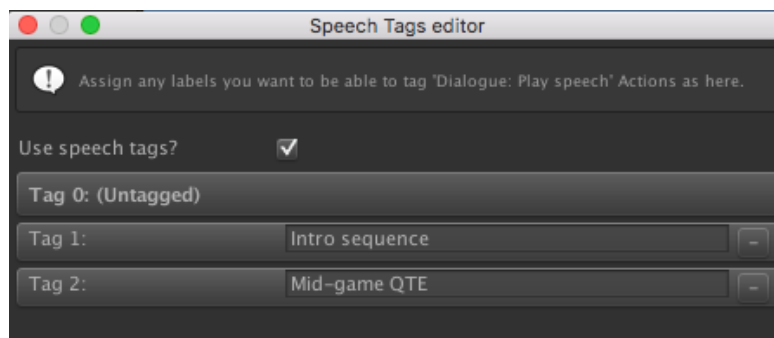 Speech Tags editor
Assign any labels you want to be able to tag 'Dialogue: Play speech' Actions as here.
Use speech tags?
Tag 0: (Untagged)
Tag 1: Intro sequence -
Tag 2: Mid-game QTE -